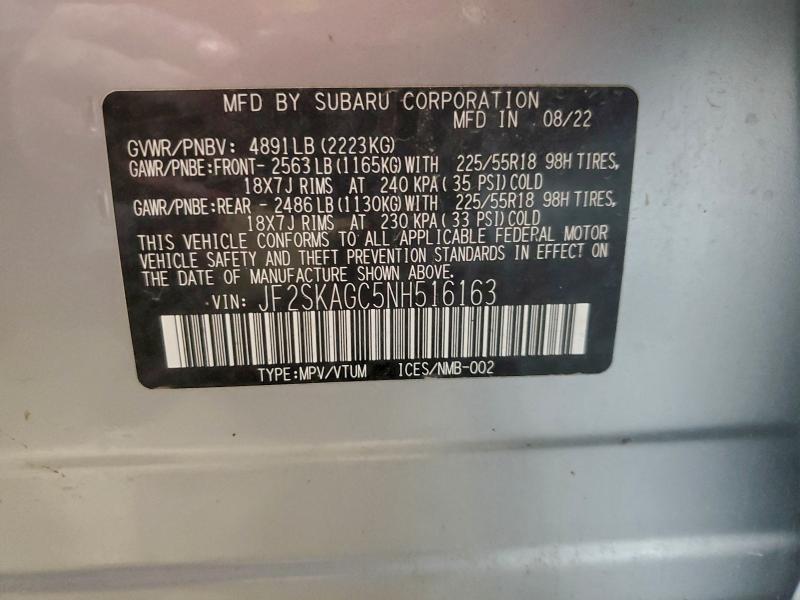 MFD BY SUBARU CORPORATION
MFD IN 08/22
GVWR/PNBV: 4891LB(2223KG)
GAWR/PNBE:FRONT- 2563LB(1165KG)WITH 225/55R18 98H TIRES,
18X7J RIMS AT 240 KPA(35 PSI)COLD
GAWR/PNBE:REAR - 2486LB(1130KG)WITH 225/55R18 98H TIRES,
18X7J RIMS AT 230 KPA(33 PSI)COLD
THIS VEHICLE CONFORMS TO ALL APPLICABLE FEDERAL MOTOR
VEHICLE SAFETY AND THEFT PREVENTION STANDARDS IN EFFECT ON
THE DATE OF MANUFACTURE SHOWN ABOVE.
VIN: JF2SKAGC5NH516163
TYPE:MPV/VTUM ICES/NMB-002